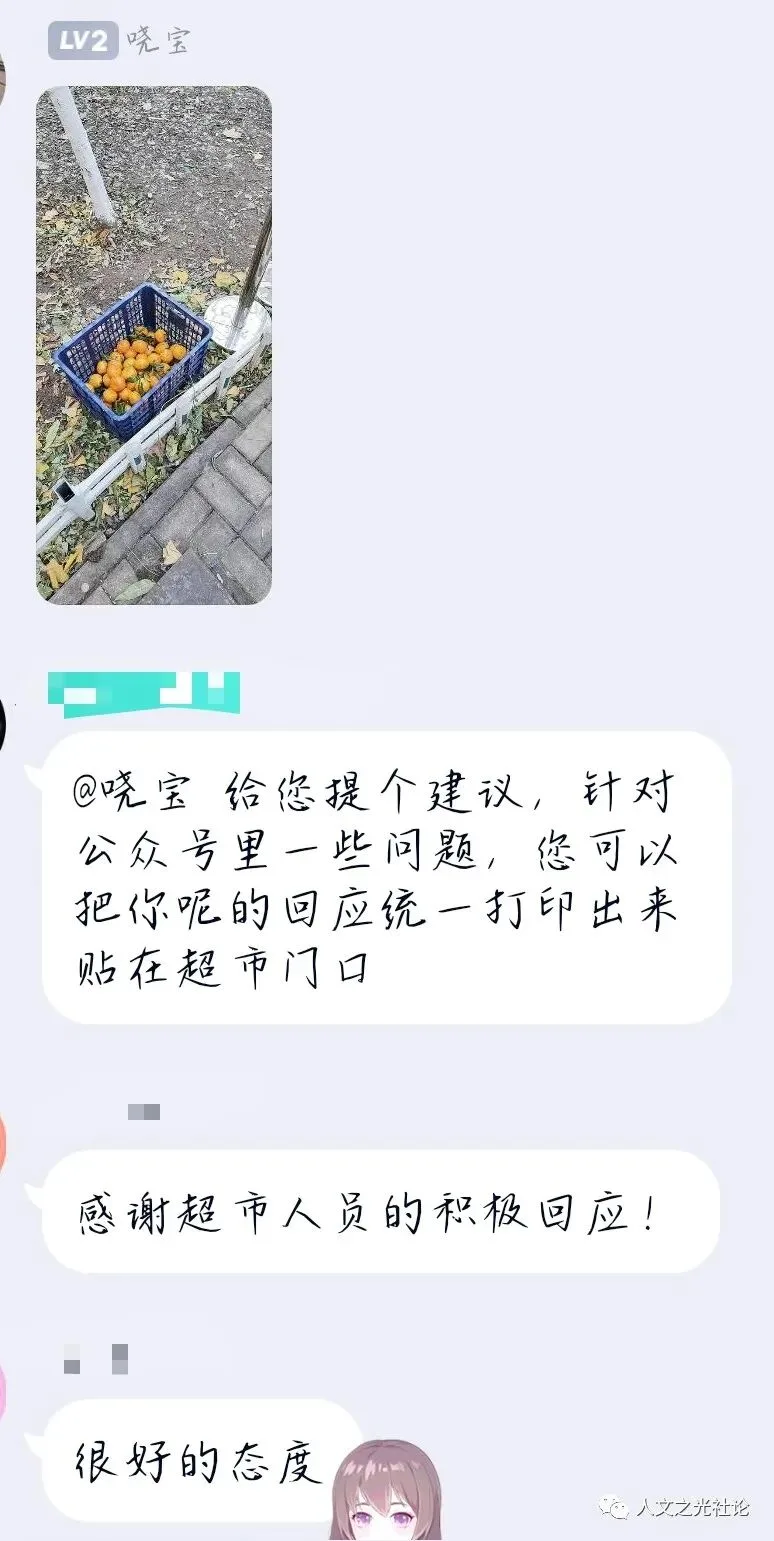 LV2 哓宝
@哓宝 给您提个建议，针对
公众号里一些问题，您可以
把你呢的回应统一打印出来
贴在超市门口
感谢超市人员的积极回应！
很好的态度
人文之光社论